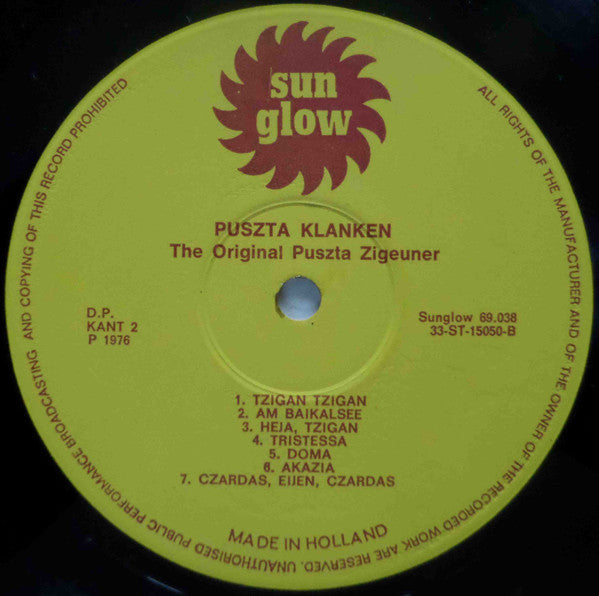 sun
glow
PUSZTA KLANKEN
The Original Puszta Zigeuner
D.P.
KANT 2
P 1976
Sunglow 69.038
33-ST-15050-B
1. TZIGAN TZIGAN
2. AM BAIKALSEE
3. HEJA, TZIGAN
4. TRISTESSA
5. DOMA
6. AKAZIA
7. CZARDAS, EIJEN, CZARDAS
MADE IN HOLLAND
ALL RIGHTS OF THE MANUFACTURER AND OF THE OWNER OF THE RECORDED WORK ARE RESERVED. UNAUTHORISED PUBLIC PERFORMANCE BROADCASTING AND COPYING OF THIS RECORD PROHIBITED